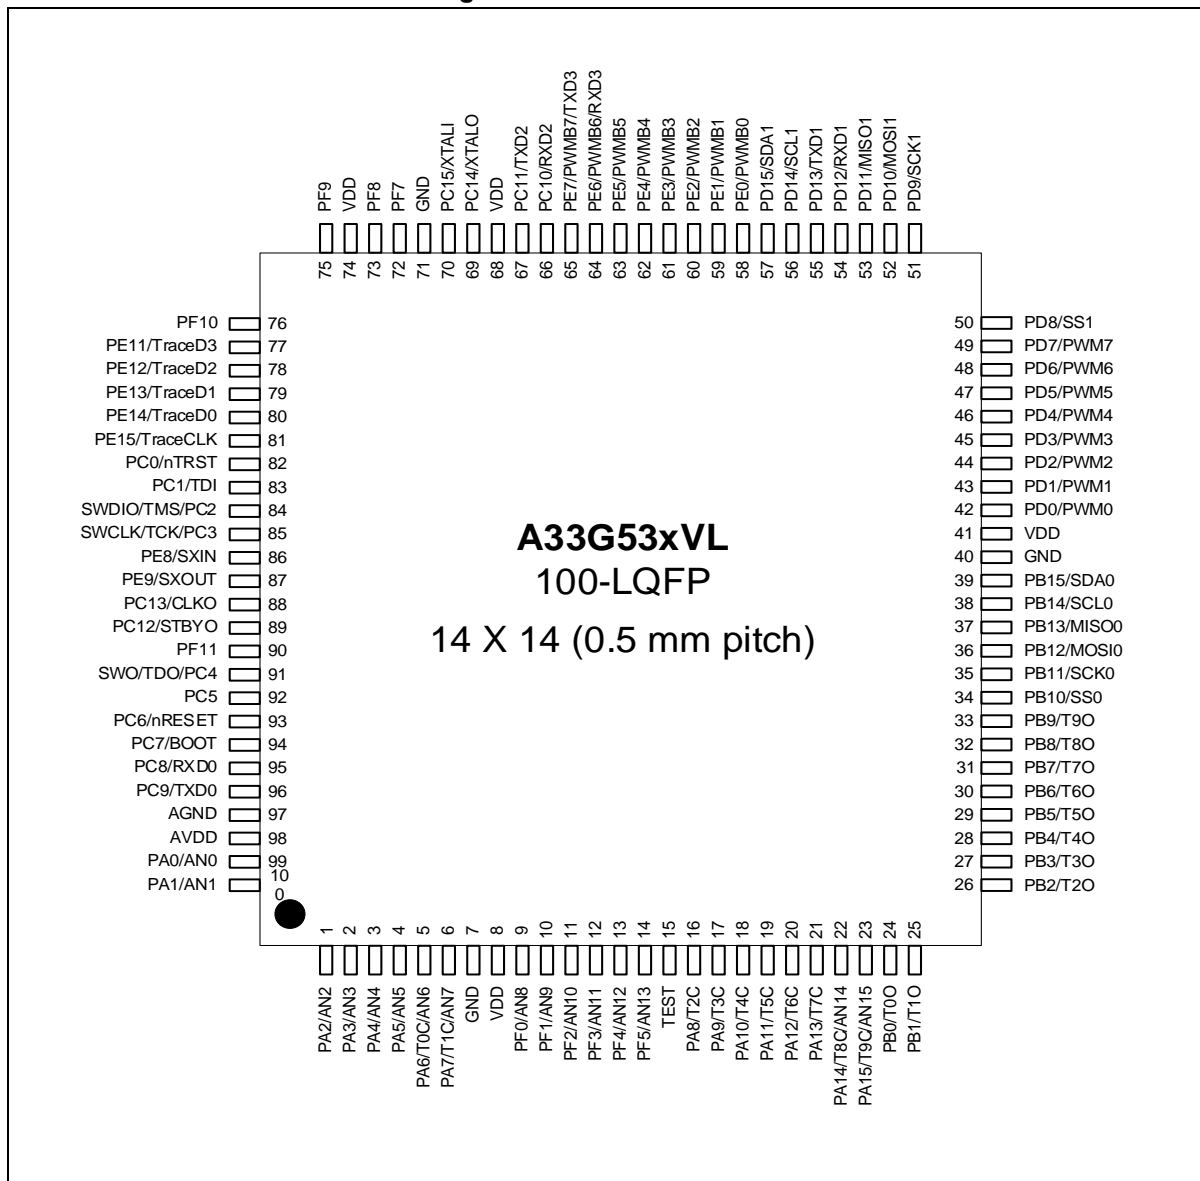 PF9
VDD
PF8
PF7
GND
PC15/XTALI
PC14/XTALO
VDD
PC11/TXD2
PC10/RXD2
PE7/PWMB7/TXD3
PE6/PWMB6/RXD3
PE5/PWMB5
PE4/PWMB4
PE3/PWMB3
PE2/PWMB2
PE1/PWMB1
PE0/PWMB0
PD15/SDA1
PD14/SCL1
PD13/TXD1
PD12/RXD1
PD11/MISO1
PD10/MOSI1
PD9/SCK1
75
74
73
72
71
70
69
68
67
66
65
64
63
62
61
60
59
58
57
56
55
54
53
52
51
PF10 76
PE11/TraceD3 77
PE12/TraceD2 78
PE13/TraceD1 79
PE14/TraceD0 80
PE15/TraceCLK 81
PC0/nTRST 82
PC1/TDI 83
SWDIO/TMS/PC2 84
SWCLK/TCK/PC3 85
PE8/SXIN 86
PE9/SXOUT 87
PC13/CLKO 88
PC12/STBYO 89
PF11 90
SWO/TDO/PC4 91
PC5 92
PC6/nRESET 93
PC7/BOOT 94
PC8/RXD0 95
PC9/TXD0 96
AGND 97
AVDD 98
PA0/AN0 99
PA1/AN1 10
0
A33G53xVL
100-LQFP
14 X 14 (0.5 mm pitch)
50 PD8/SS1
49 PD7/PWM7
48 PD6/PWM6
47 PD5/PWM5
46 PD4/PWM4
45 PD3/PWM3
44 PD2/PWM2
43 PD1/PWM1
42 PD0/PWM0
41 VDD
40 GND
39 PB15/SDA0
38 PB14/SCL0
37 PB13/MISO0
36 PB12/MOSI0
35 PB11/SCK0
34 PB10/SS0
33 PB9/T9O
32 PB8/T8O
31 PB7/T7O
30 PB6/T6O
29 PB5/T5O
28 PB4/T4O
27 PB3/T3O
26 PB2/T2O
1
2
3
4
5
6
7
8
9
10
11
12
13
14
15
16
17
18
19
20
21
22
23
24
25
PA2/AN2
PA3/AN3
PA4/AN4
PA5/AN5
PA6/T0C/AN6
PA7/T1C/AN7
GND
VDD
PF0/AN8
PF1/AN9
PF2/AN10
PF3/AN11
PF4/AN12
PF5/AN13
TEST
PA8/T2C
PA9/T3C
PA10/T4C
PA11/T5C
PA12/T6C
PA13/T7C
PA14/T8C/AN14
PA15/T9C/AN15
PB0/T0O
PB1/T1O